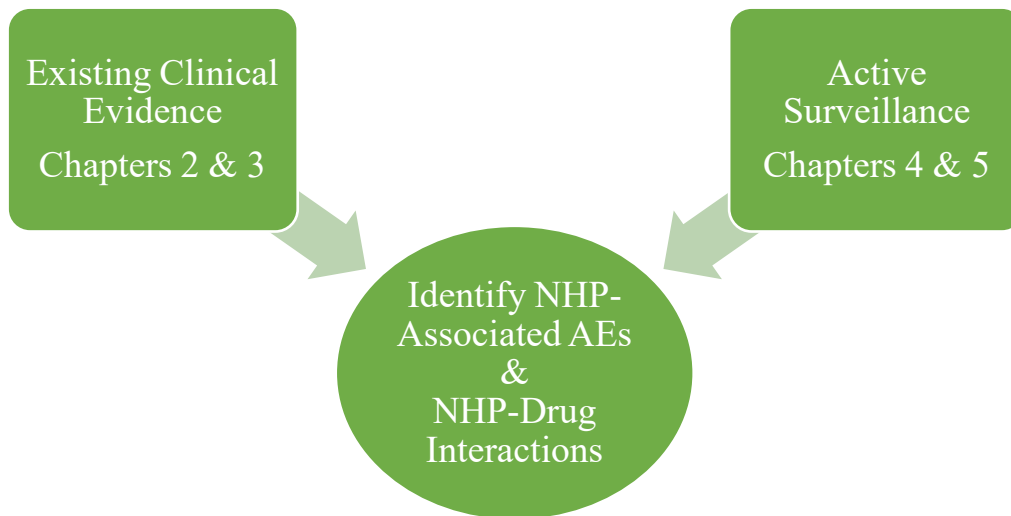 Existing Clinical
Evidence
Chapters 2 & 3
Active
Surveillance
Chapters 4 & 5
Identify NHP-
Associated AEs
&
NHP-Drug
Interactions